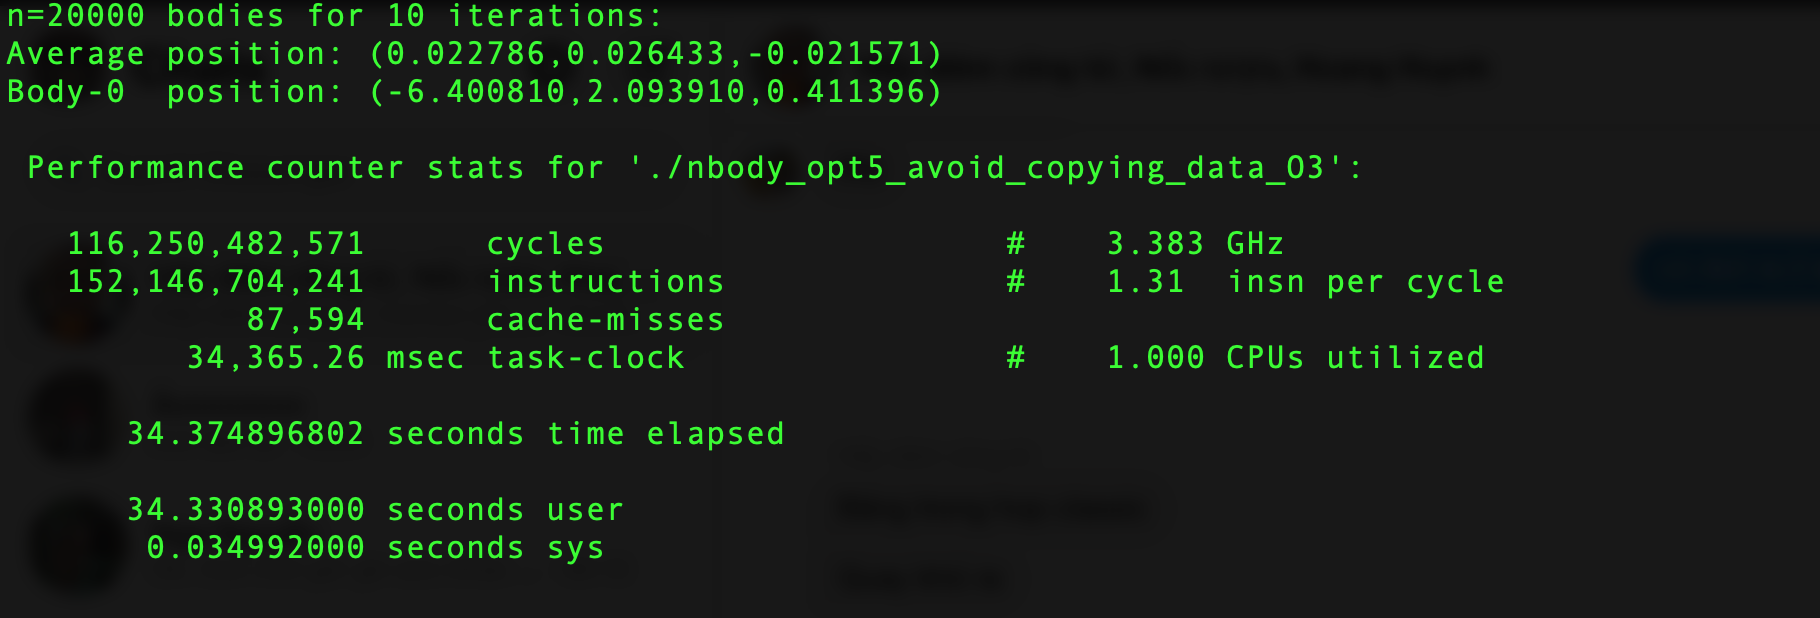 n=20000 bodies for 10 iterations:
Average position: (0.022786,0.026433,-0.021571)
Body-0  position: (-6.400810,2.093910,0.411396)
Performance counter stats for './nbody_opt5_avoid_copying_data_O3':
116,250,482,571 cycles # 3.383 GHz
152,146,704,241 instructions # 1.31 insn per cycle
87,594 cache-misses
34,365.26 msec task-clock # 1.000 CPUs utilized
34.374896802 seconds time elapsed
34.330893000 seconds user
0.034992000 seconds sys